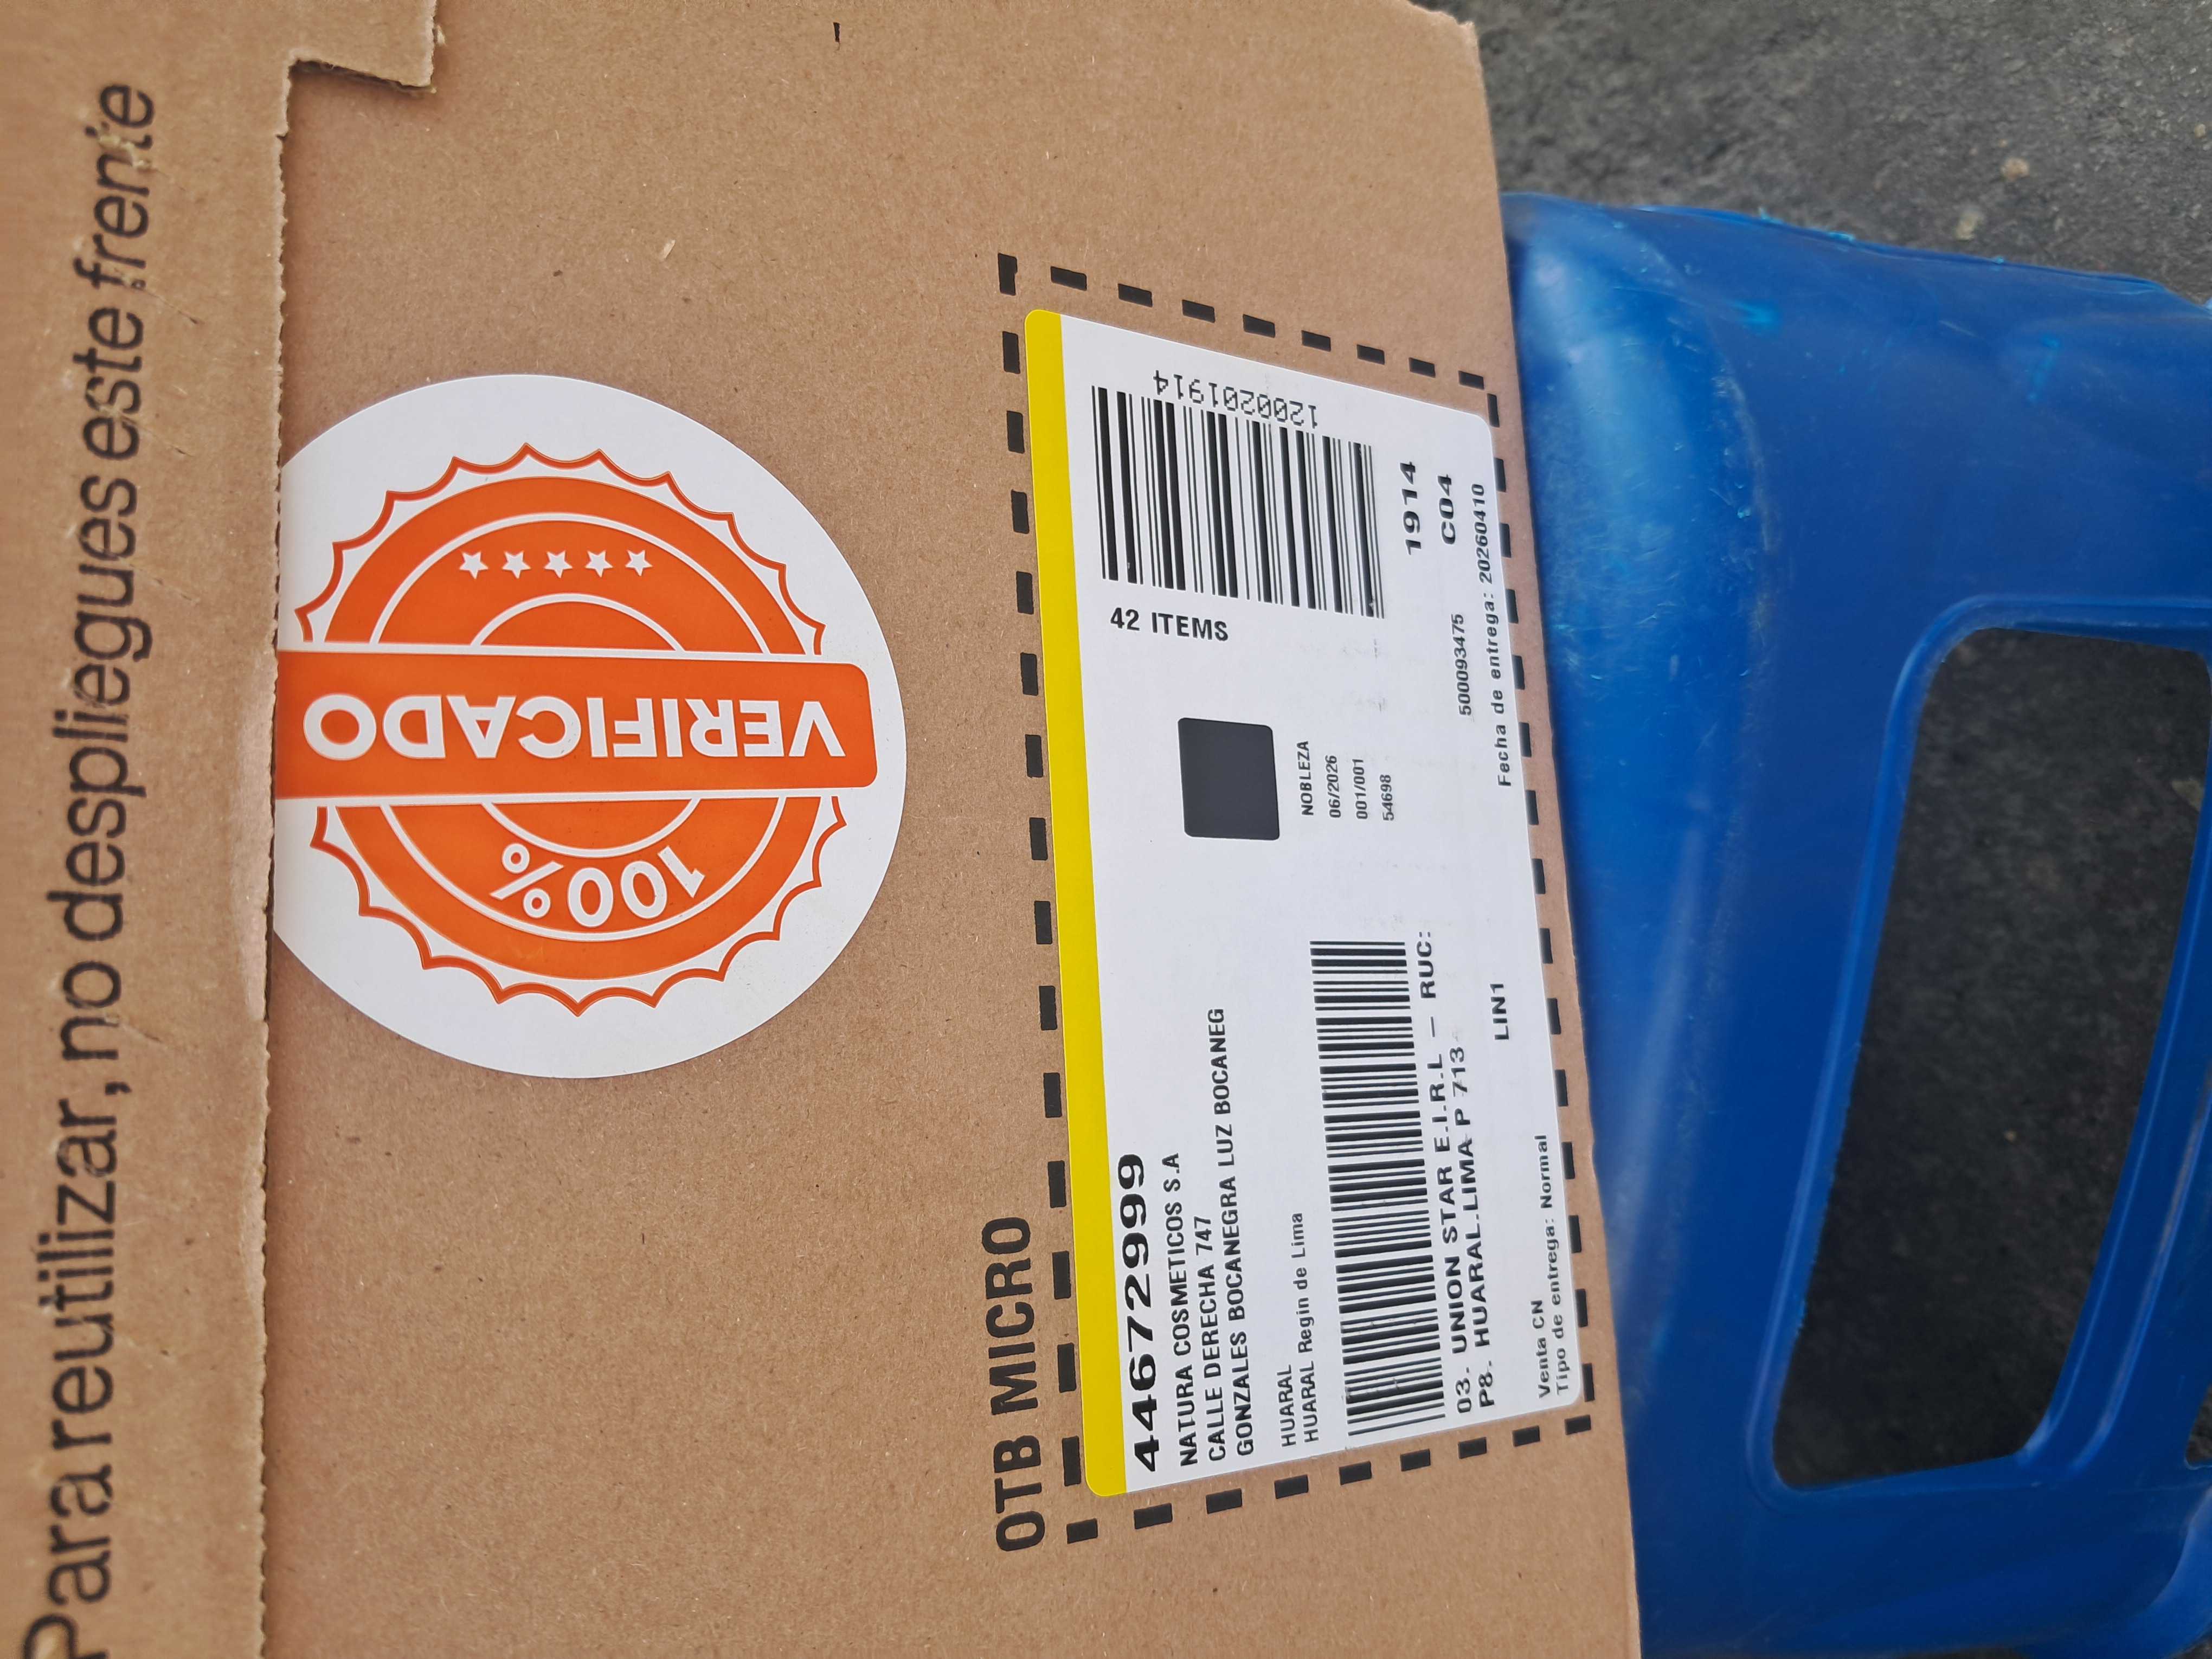 Para reutilizar, no despliegues este frente
100%
VERIFICADO
OTB MICRO
44672999
NATURA COSMETICOS S.A
CALLE DERECHA 747
GONZALES BOCANEGRA LUZ BOCANEG
HUARAL
HUARAL Regin de Lima
03. UNION STAR E.I.R.L - RUC:
P8. HUARAL.LIMA P 713
LIN1
Venta CN
Tipo de entrega: Normal
NOBLEZA
06/2026
001/001
54698
42 ITEMS
1200201914
1914
C04
500093475
Fecha de entrega: 20260410